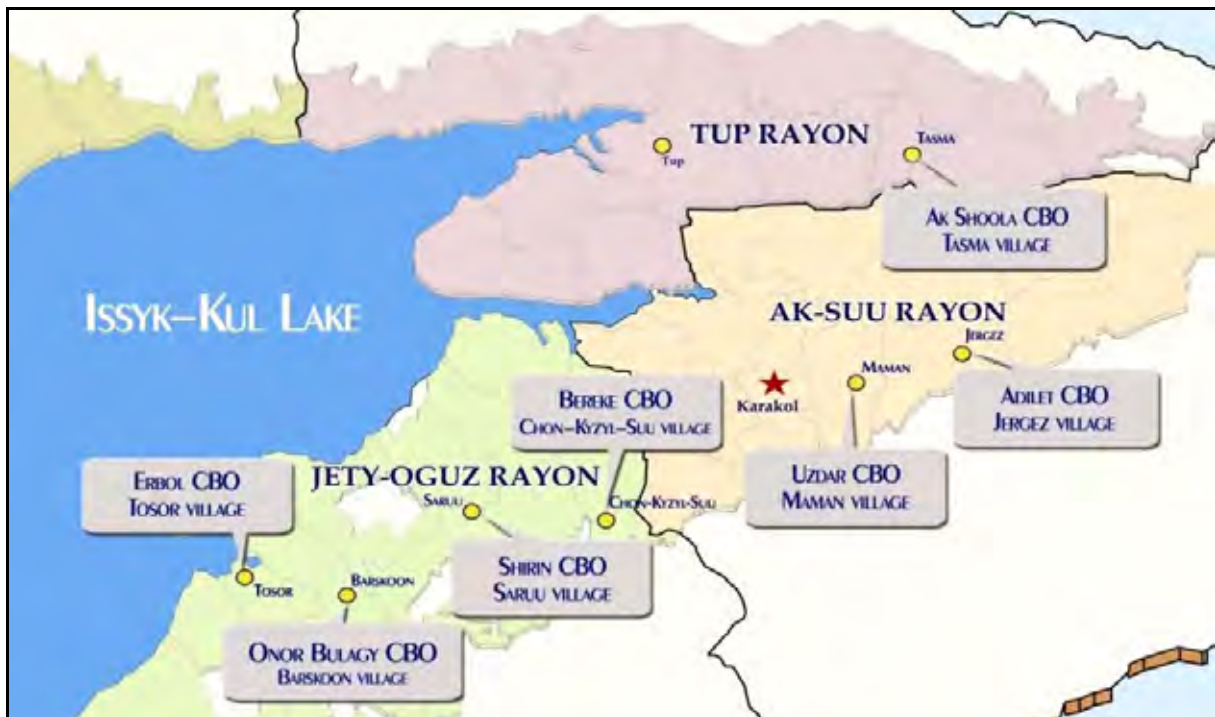 TUP RAYON
TASMA
Tup
AK SHOOLA CBO
TASMA VILLAGE
ISSYK-KUL LAKE
AK-SUU RAYON
JERGEZ
MAMAN
Karakol
BEREKE CBO
CHON-KYZYL-SUU VILLAGE
ADILET CBO
JERGEZ VILLAGE
JETY-OGUZ RAYON
ERBOL CBO
TOSOR VILLAGE
SARUU
CHON-KYZYL-SUU
UZDAR CBO
MAMAN VILLAGE
SHIRIN CBO
SARUU VILLAGE
TOSOR
BARSKOON
ONOR BULAGY CBO
BARSKOON VILLAGE